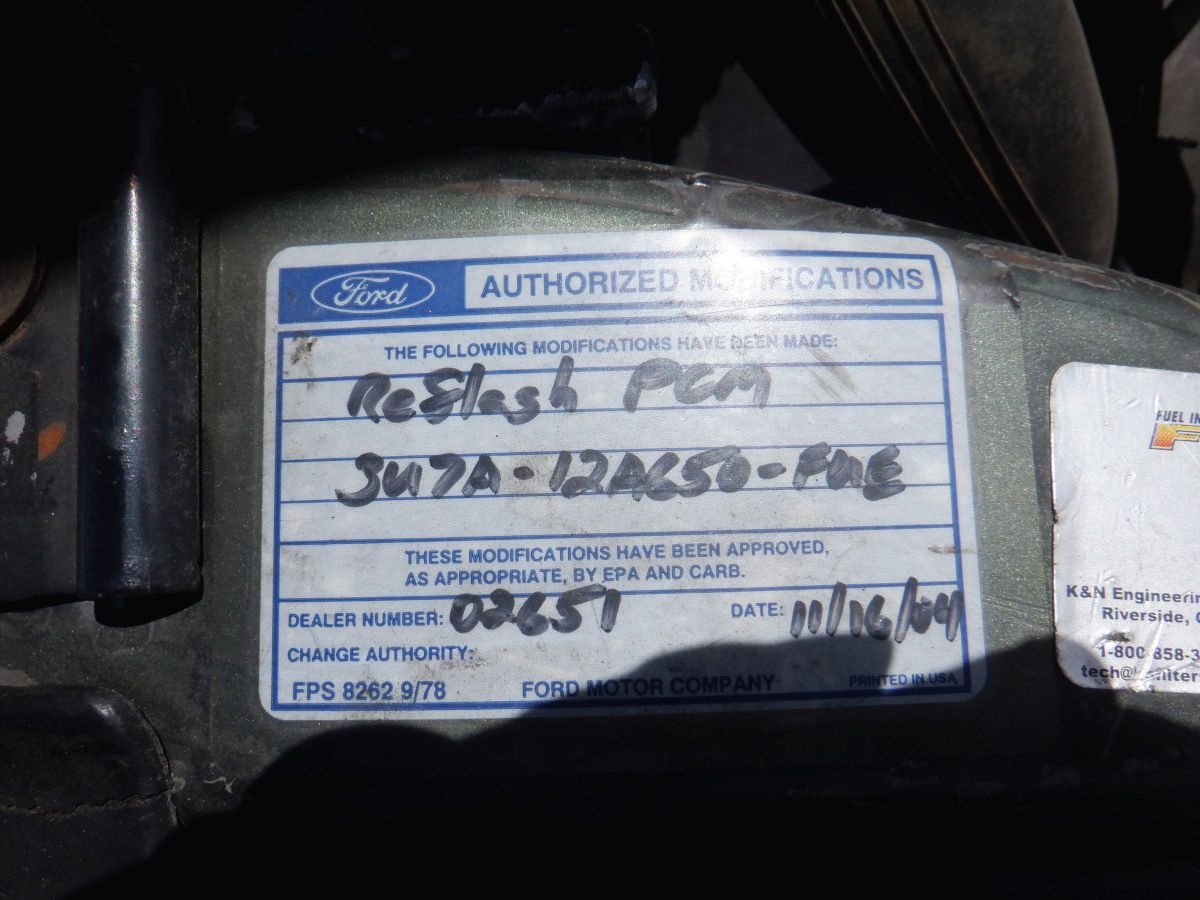 Ford AUTHORIZED MODIFICATIONS
THE FOLLOWING MODIFICATIONS HAVE BEEN MADE:
Reflash PCM
3U7A-12A650-FUE
THESE MODIFICATIONS HAVE BEEN APPROVED,
AS APPROPRIATE, BY EPA AND CARB.
DEALER NUMBER: 02651 DATE: 11/16/04
CHANGE AUTHORITY:
FPS 8262 9/78 FORD MOTOR COMPANY PRINTED IN USA
FUEL IN
K&N Engineerin
Riverside,
1-800 858-3